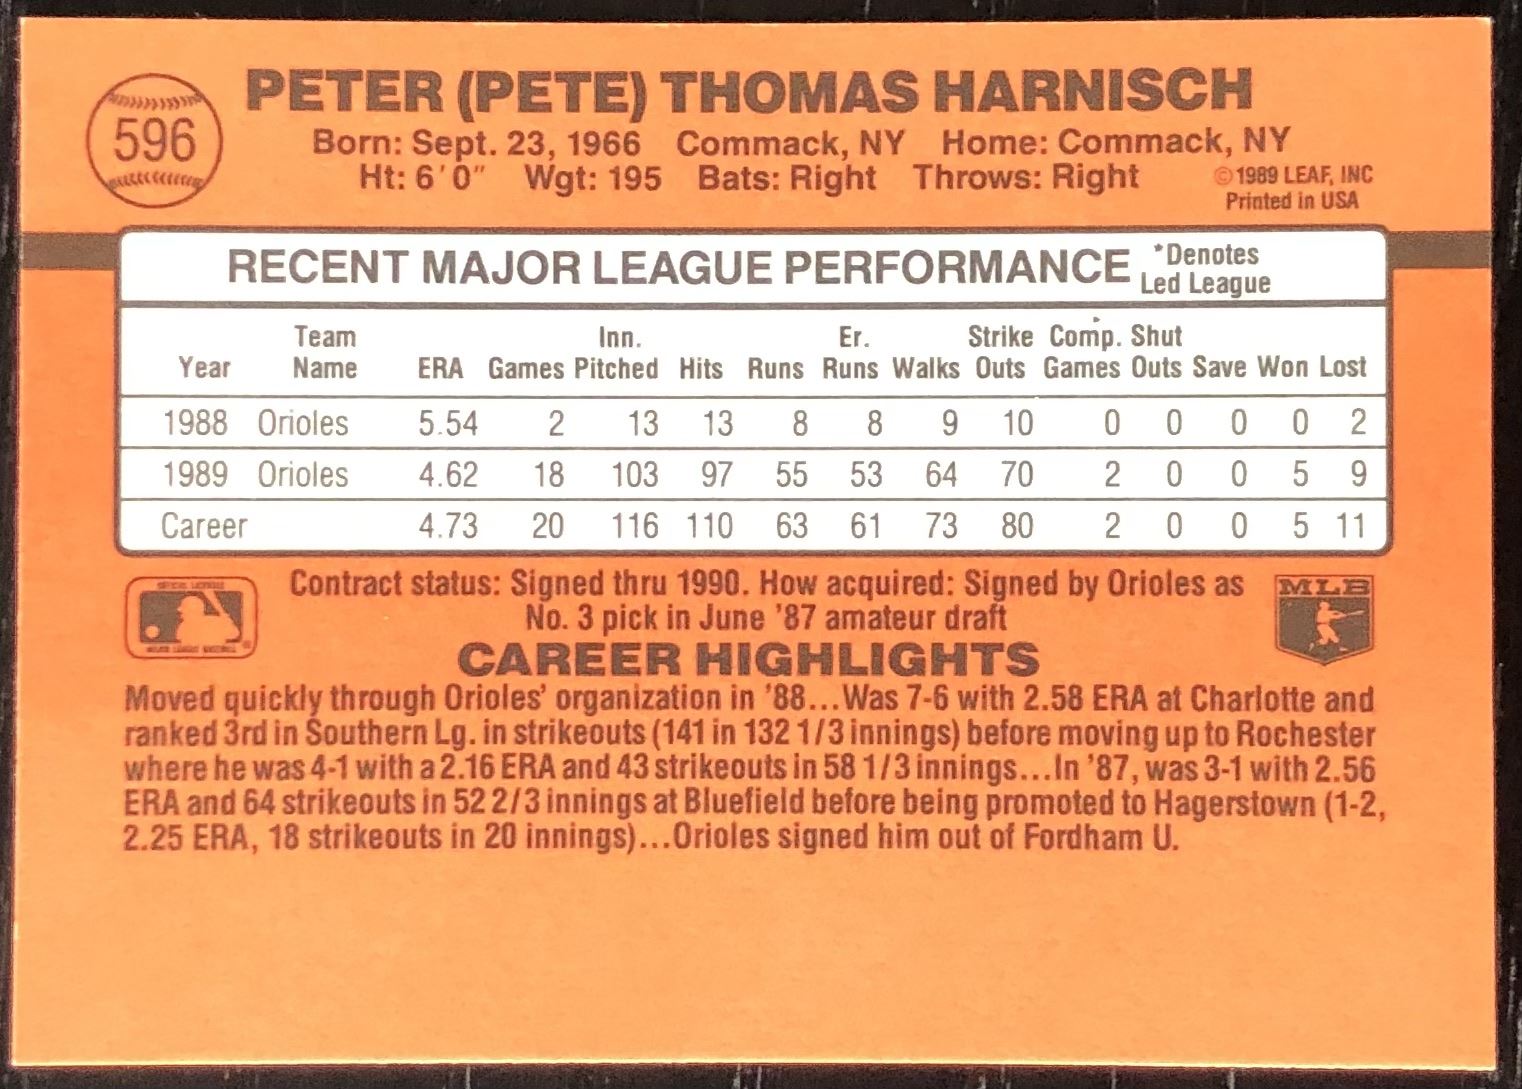 596
PETER (PETE) THOMAS HARNISCH
Born: Sept. 23, 1966 Commack, NY Home: Commack, NY
Ht: 6'0" Wgt: 195 Bats: Right Throws: Right
©1989 LEAF, INC
Printed in USA
RECENT MAJOR LEAGUE PERFORMANCE *Denotes
Led League
Team Inn. Er. Strike Comp. Shut
Year Name ERA Games Pitched Hits Runs Runs Walks Outs Games Outs Save Won Lost
1988 Orioles 5.54 2 13 13 8 8 9 10 0 0 0 0 2
1989 Orioles 4.62 18 103 97 55 53 64 70 2 0 0 5 9
Career 4.73 20 116 110 63 61 73 80 2 0 0 5 11
Contract status: Signed thru 1990. How acquired: Signed by Orioles as
No. 3 pick in June '87 amateur draft
MLB
CAREER HIGHLIGHTS
Moved quickly through Orioles' organization in '88...Was 7-6 with 2.58 ERA at Charlotte and
ranked 3rd in Southern Lg. in strikeouts (141 in 132 1/3 innings) before moving up to Rochester
where he was 4-1 with a 2.16 ERA and 43 strikeouts in 58 1/3 innings...In '87, was 3-1 with 2.56
ERA and 64 strikeouts in 52 2/3 innings at Bluefield before being promoted to Hagerstown (1-2,
2.25 ERA, 18 strikeouts in 20 innings)...Orioles signed him out of Fordham U.